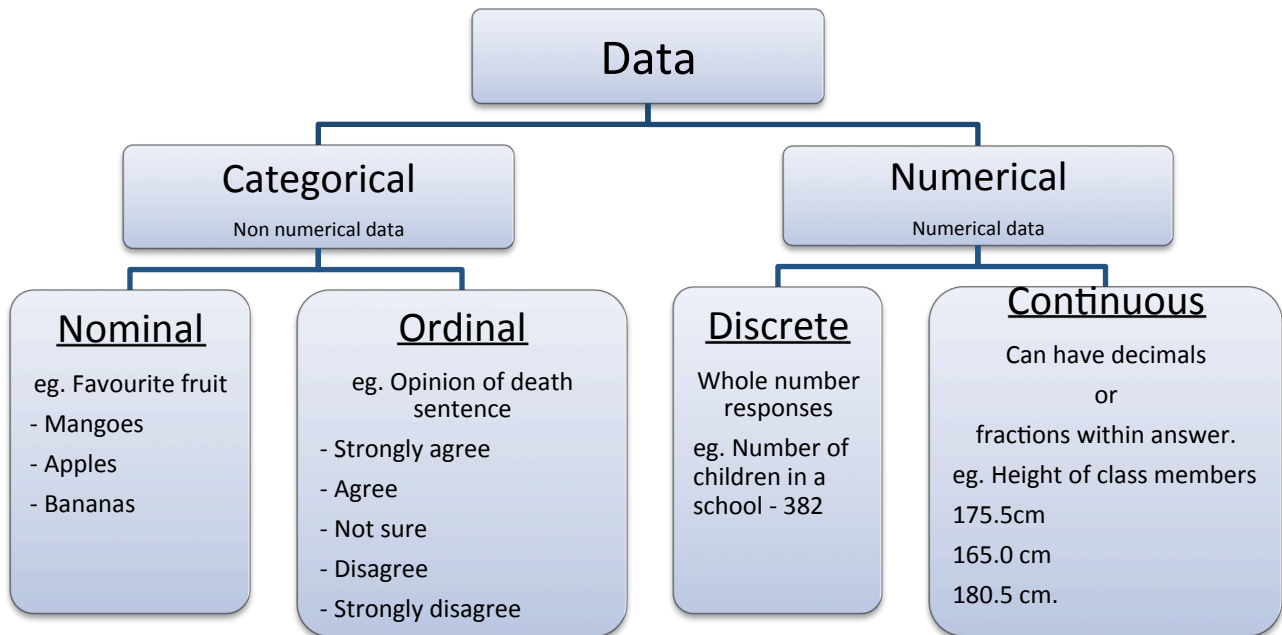 Data
Categorical
Non numerical data
Numerical
Numerical data
Nominal
eg. Favourite fruit
- Mangoes
- Apples
- Bananas
Ordinal
eg. Opinion of death
sentence
- Strongly agree
- Agree
- Not sure
- Disagree
- Strongly disagree
Discrete
Whole number
responses
eg. Number of
children in a
school - 382
Continuous
Can have decimals
or
fractions within answer.
eg. Height of class members
175.5cm
165.0 cm
180.5 cm.